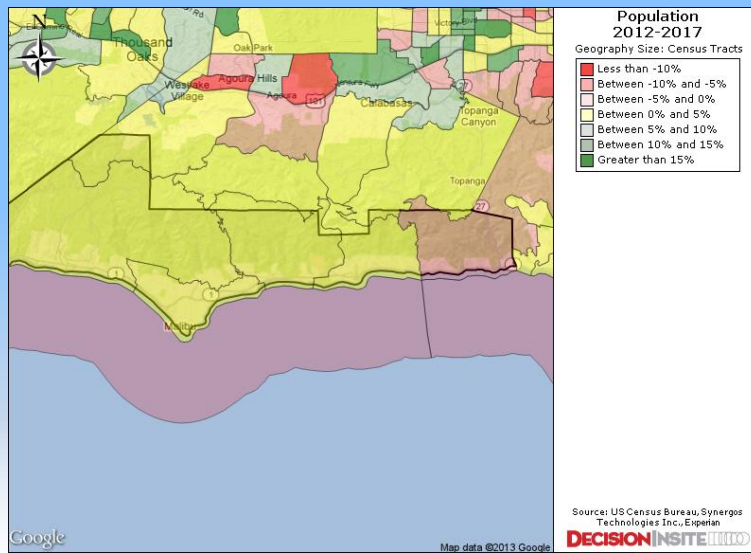 Population
2012-2017
Geography Size: Census Tracts
Less than -10%
Between -10% and -5%
Between -5% and 0%
Between 0% and 5%
Between 5% and 10%
Between 10% and 15%
Greater than 15%
N
Thousand
Oaks
Oak Park
Victory Blvd
Westlake
Village
Agoura Hills
Agoura
101
Calabasas
27
Topanga
Canyon
Topanga
27
1
1
Malibu
Google
Map data ©2013 Google
Source: US Census Bureau, Synergos
Technologies Inc., Experian
DECISIONINSITE